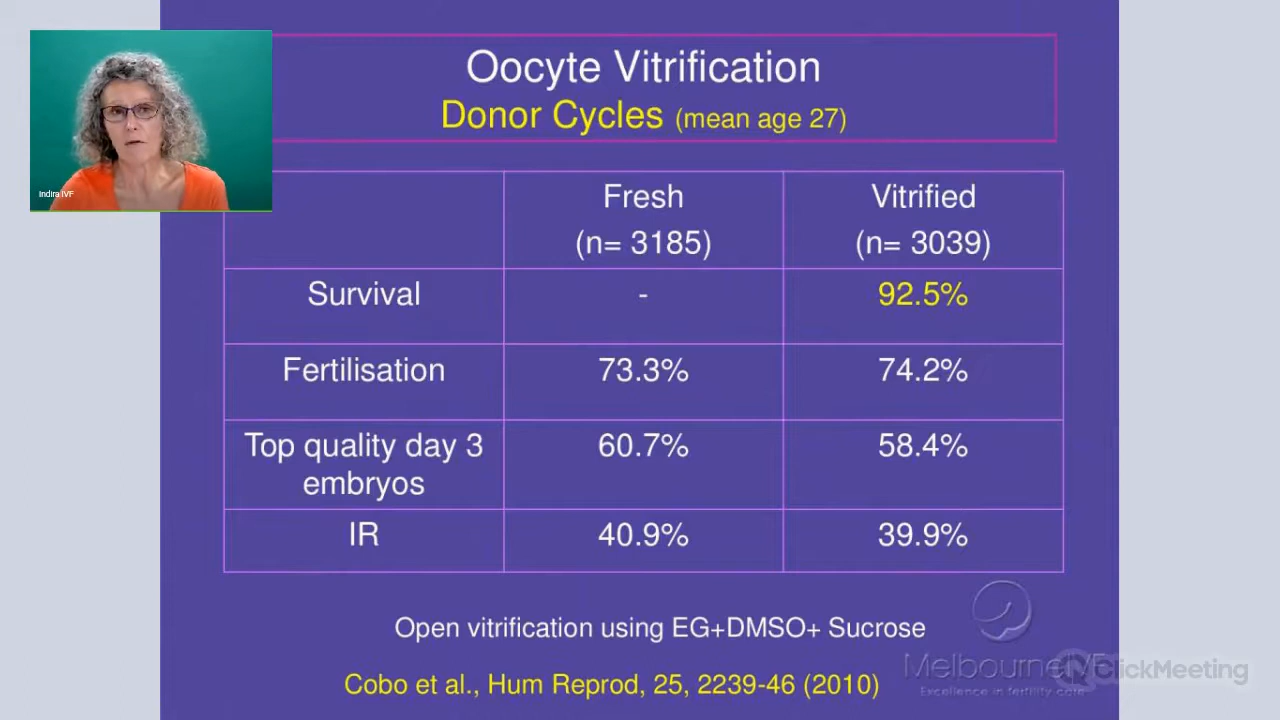 Oocyte Vitrification
Donor Cycles (mean age 27)
Indira IVF
Fresh
(n= 3185)
Vitrified
(n= 3039)
Survival
-
92.5%
Fertilisation
73.3%
74.2%
Top quality day 3
embryos
60.7%
58.4%
IR
40.9%
39.9%
Open vitrification using EG+DMSO+ Sucrose
Cobo et al., Hum Reprod, 25, 2239-46 (2010)
MelbourneIVF
ClickMeeting
Excellence in fertility care